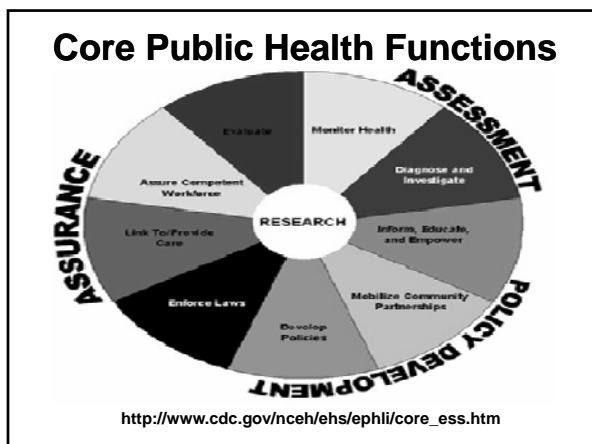 Core Public Health Functions
ASSESSMENT
Monitor Health
Diagnose and
Investigate
POLICY DEVELOPMENT
Inform, Educate,
and Empower
Mobilize Community
Partnerships
Develop
Policies
ASSURANCE
Enforce Laws
Link To/Provide
Care
Assure Competent
Workforce
Evaluate
RESEARCH
http://www.cdc.gov/nceh/ehs/ephli/core_ess.htm